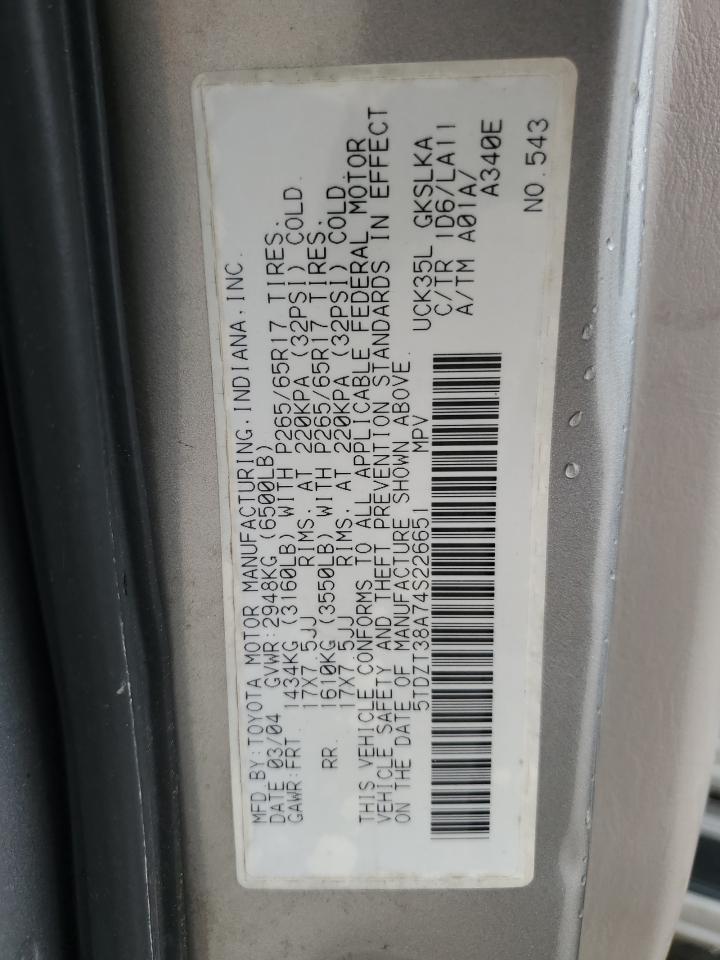 MFD.BY:TOYOTA MOTOR MANUFACTURING.INDIANA.INC.
DATE 03/04 GVWR:2948KG (6500LB)
GAWR:FRT. 1434KG (3160LB) WITH P265/65R17 TIRES.
17X7.5JJ RIMS. AT 220KPA (32PSI) COLD.
RR. 1610KG (3550LB) WITH P265/65R17 TIRES.
17X7.5JJ RIMS. AT 220KPA (32PSI) COLD.
THIS VEHICLE CONFORMS TO ALL APPLICABLE FEDERAL MOTOR
VEHICLE SAFETY AND THEFT PREVENTION STANDARDS IN EFFECT
ON THE DATE OF MANUFACTURE SHOWN ABOVE.
5TDZT38A74S226651 MPV
UCK35L GKSLKA
C/TR 1D6/LA11
A/TM A01A/
A340E
NO.543